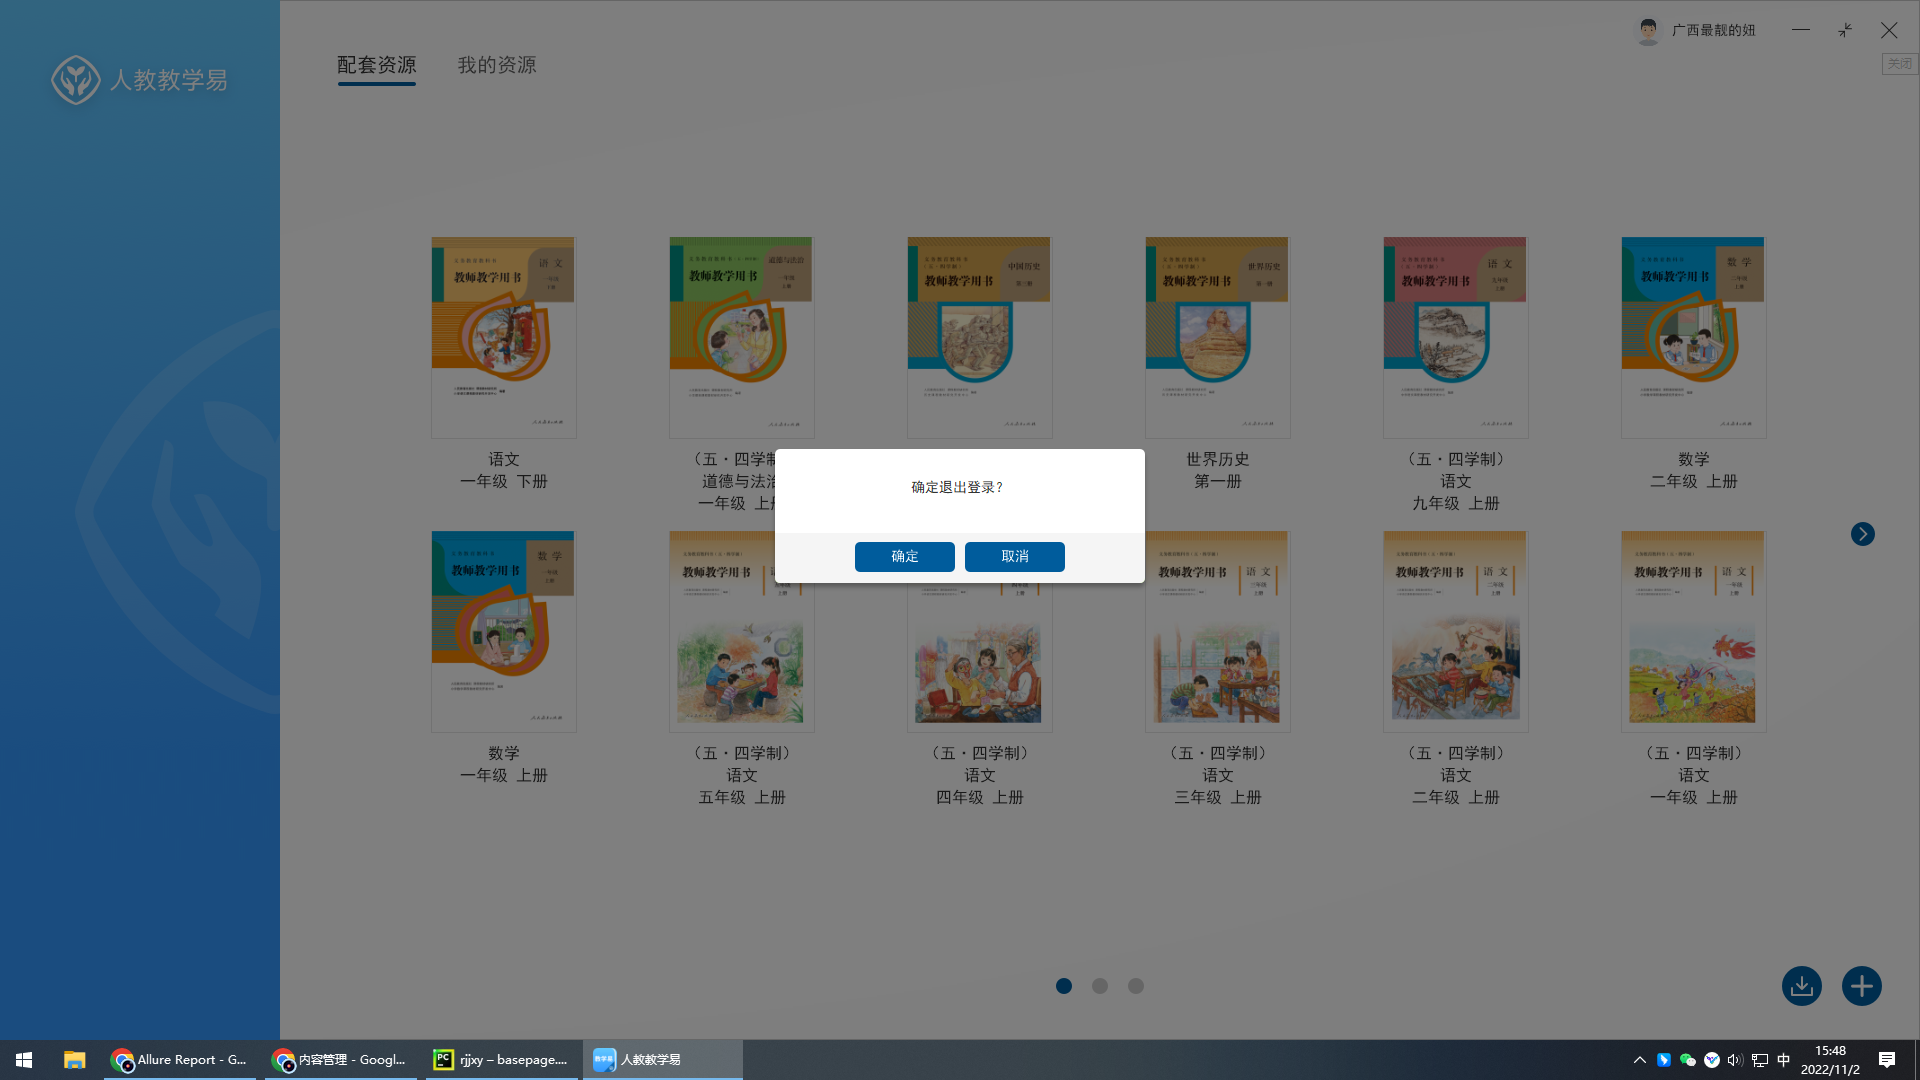 人教教学易
配套资源
我的资源
广西最靓的妞
关闭
语文
教师教学用书
道德与法治
教师教学用书
中国历史
教师教学用书
世界历史
教师教学用书
语文
教师教学用书
数学
教师教学用书
语文
一年级 下册
（五·四学制
道德与法治
一年级 上册
世界历史
第一册
（五·四学制）
语文
九年级 上册
数学
二年级 上册
确定退出登录?
确定
取消
数学
教师教学用书
教师教学用书
教师教学用书 语文
教师教学用书 语文
教师教学用书 语文
数学
一年级 上册
（五·四学制）
语文
五年级 上册
（五·四学制）
语文
四年级 上册
（五·四学制）
语文
三年级 上册
（五·四学制）
语文
二年级 上册
（五·四学制）
语文
一年级 上册
Allure Report - G...
内容管理 - Googl...
PC
rjjxy – basepage....
教学易
人教教学易
中
15:48
2022/11/2